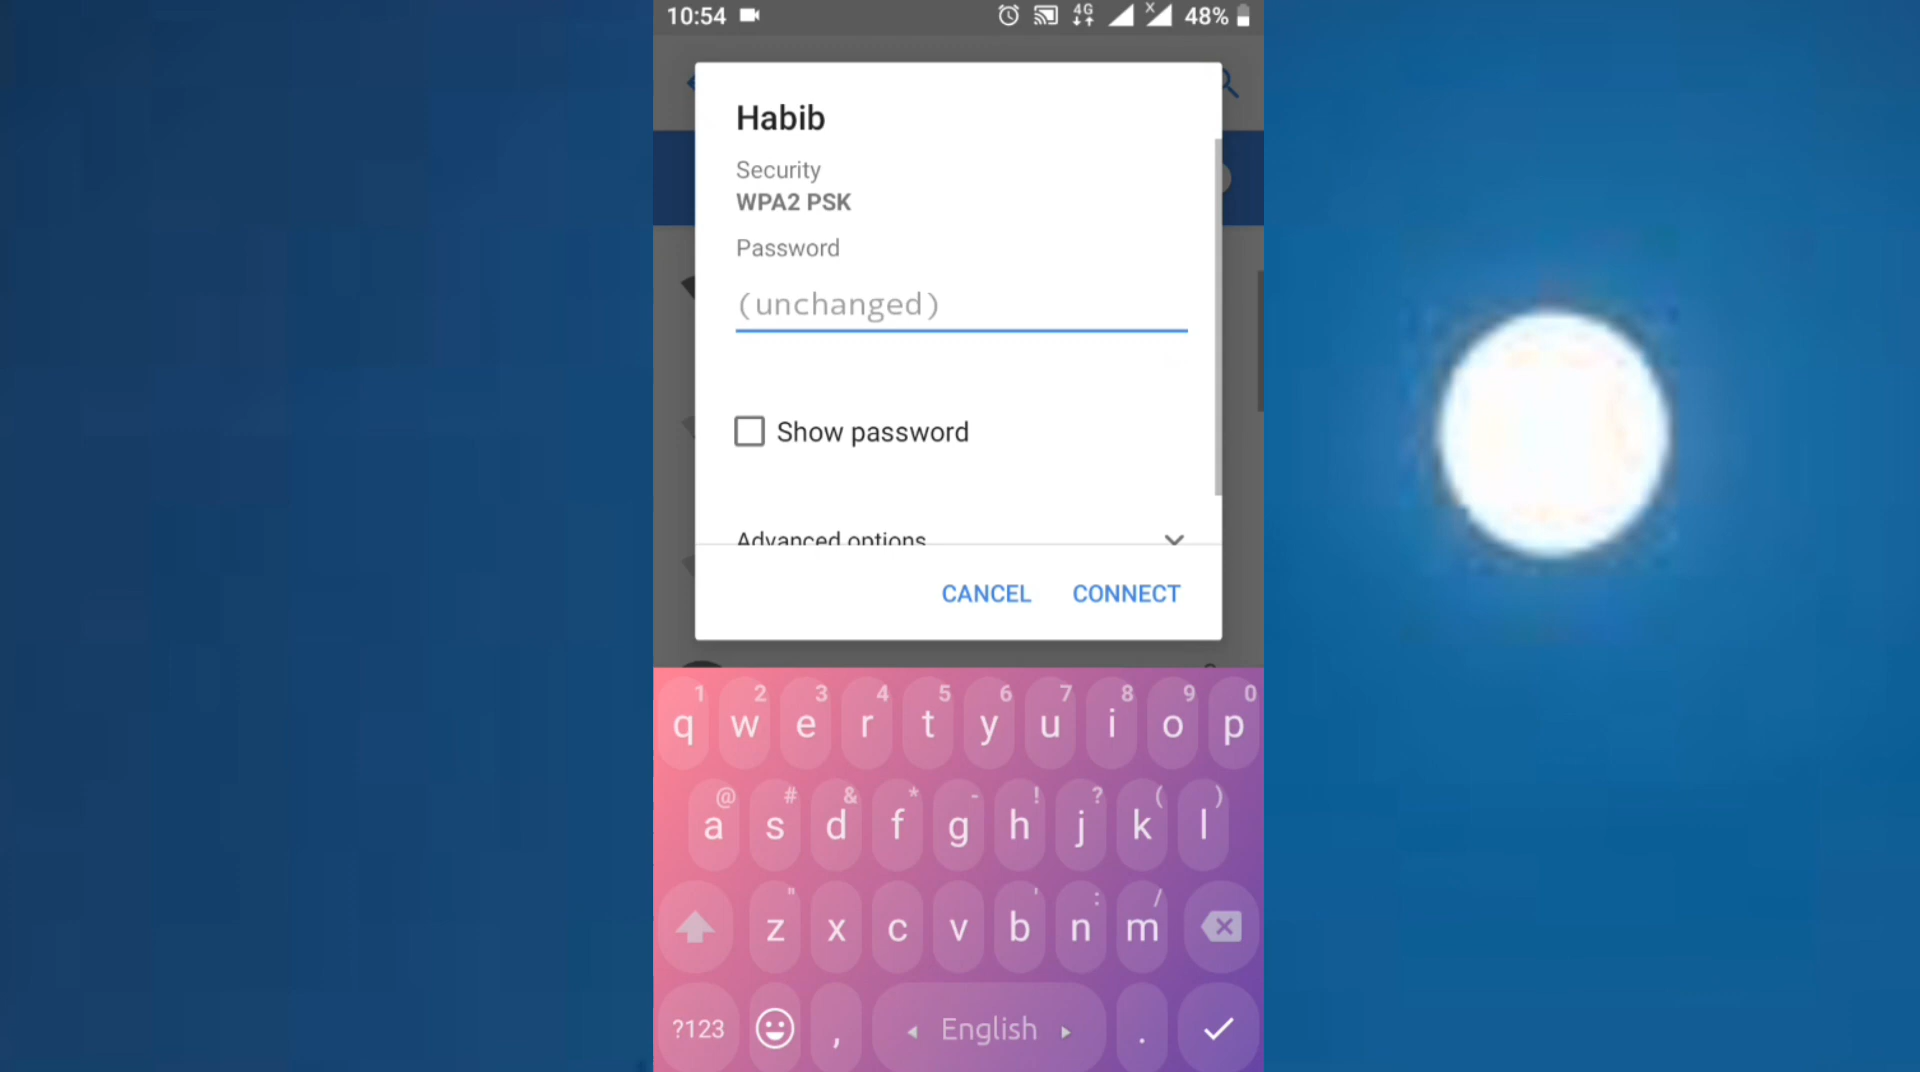 10:54 4G x 48%
Habib
Security
WPA2 PSK
Password
(unchanged)
Show password
Advanced options
CANCEL CONNECT
1 2 3 4 5 6 7 8 9 0
q w e r t y u i o p
@ # & * - ! ? ( )
a s d f g h j k l
" ' : /
z x c v b n m
?123 , English .